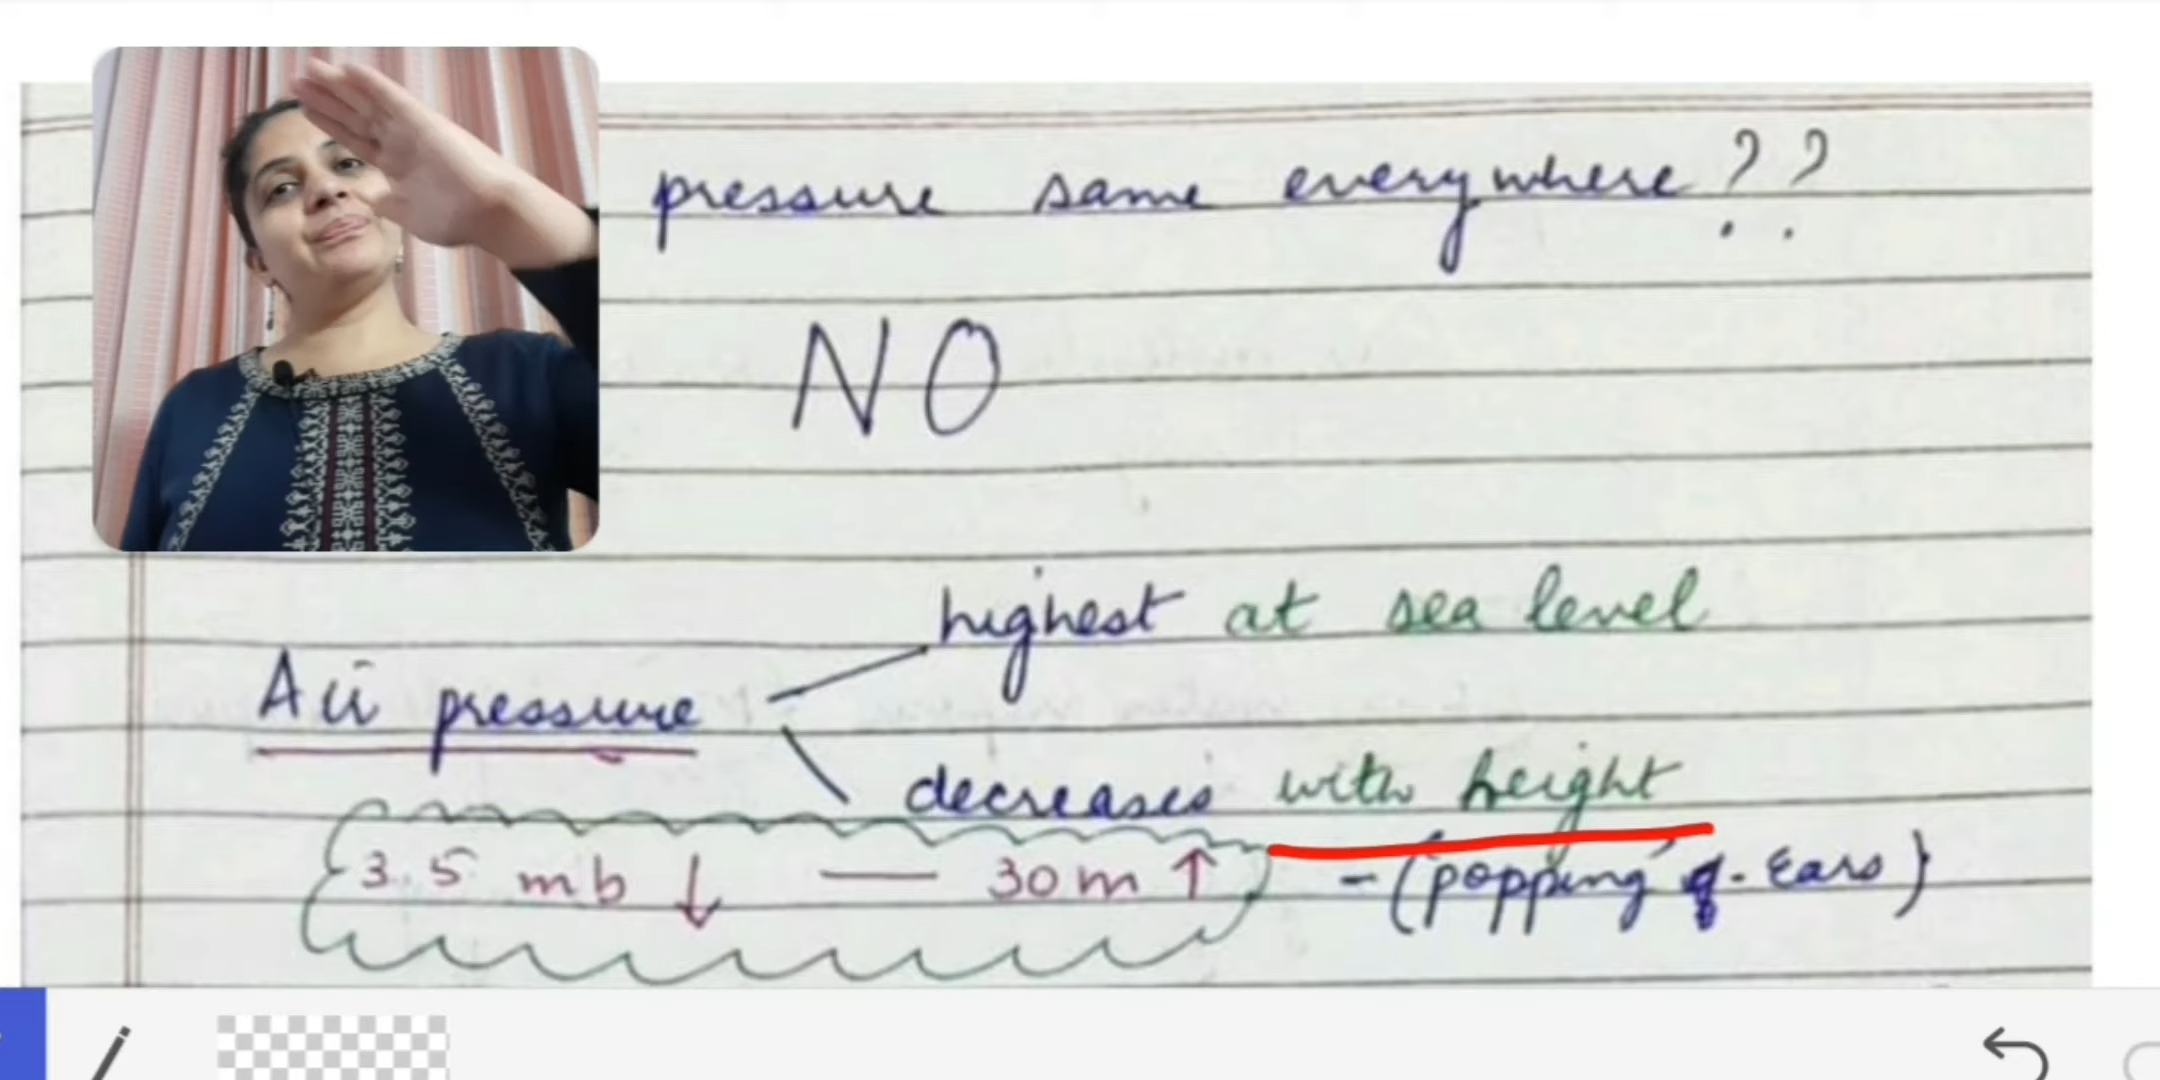 pressure same everywhere ??
NO
highest at sea level
Air pressure
decreases with height
3.5 mb ↓ — 30m ↑ - (popping of Ears)